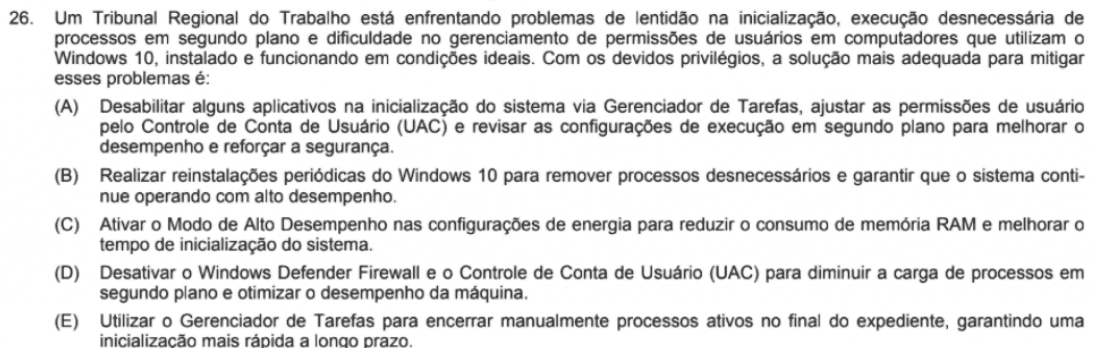 26. Um Tribunal Regional do Trabalho está enfrentando problemas de lentidão na inicialização, execução desnecessária de
processos em segundo plano e dificuldade no gerenciamento de permissões de usuários em computadores que utilizam o
Windows 10, instalado e funcionando em condições ideais. Com os devidos privilégios, a solução mais adequada para mitigar
esses problemas é:
(A) Desabilitar alguns aplicativos na inicialização do sistema via Gerenciador de Tarefas, ajustar as permissões de usuário
pelo Controle de Conta de Usuário (UAC) e revisar as configurações de execução em segundo plano para melhorar o
desempenho e reforçar a segurança.
(B) Realizar reinstalações periódicas do Windows 10 para remover processos desnecessários e garantir que o sistema conti-
nue operando com alto desempenho.
(C) Ativar o Modo de Alto Desempenho nas configurações de energia para reduzir o consumo de memória RAM e melhorar o
tempo de inicialização do sistema.
(D) Desativar o Windows Defender Firewall e o Controle de Conta de Usuário (UAC) para diminuir a carga de processos em
segundo plano e otimizar o desempenho da máquina.
(E) Utilizar o Gerenciador de Tarefas para encerrar manualmente processos ativos no final do expediente, garantindo uma
inicialização mais rápida a longo prazo.